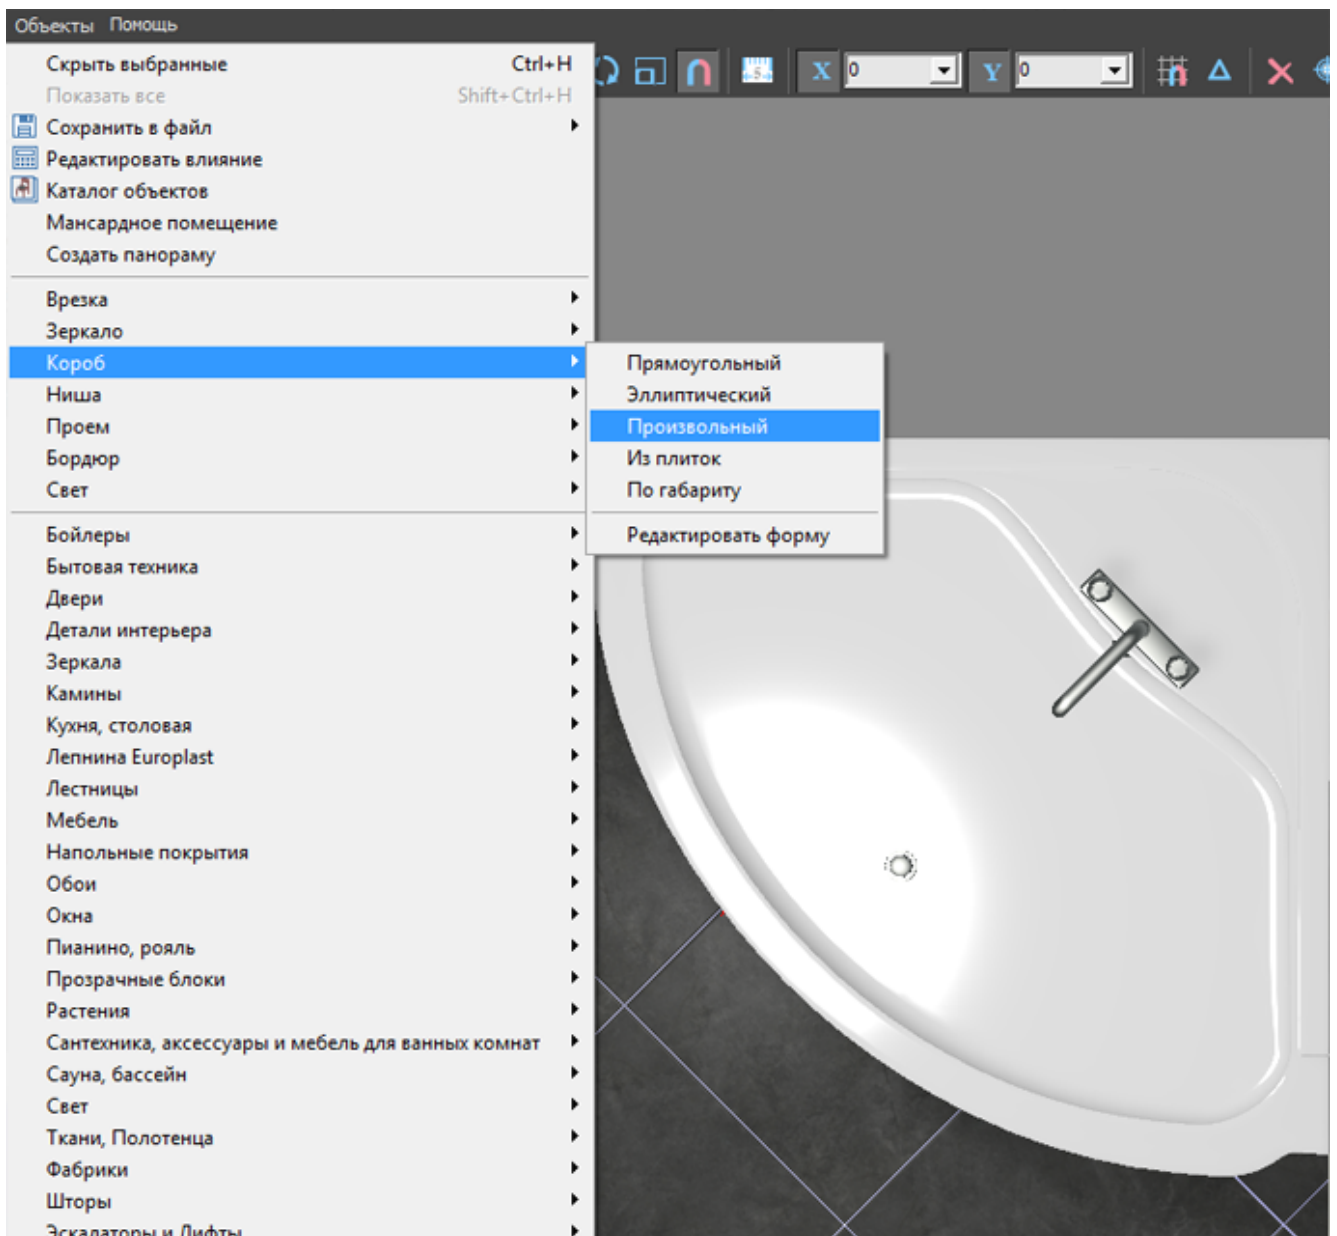 Объекты Помощь
Скрыть выбранные Ctrl+H
Показать все Shift+Ctrl+H
Сохранить в файл
Редактировать влияние
Каталог объектов
Мансардное помещение
Создать панораму
Врезка
Зеркало
Короб
Ниша
Проем
Бордюр
Свет
Бойлеры
Бытовая техника
Двери
Детали интерьера
Зеркала
Камины
Кухня, столовая
Лепнина Europlast
Лестницы
Мебель
Напольные покрытия
Обои
Окна
Пианино, рояль
Прозрачные блоки
Растения
Сантехника, аксессуары и мебель для ванных комнат
Сауна, бассейн
Свет
Ткани, Полотенца
Фабрики
Шторы
Эскалаторы и Лифты
Прямоугольный
Эллиптический
Произвольный
Из плиток
По габариту
Редактировать форму
5 X 0 Y 0